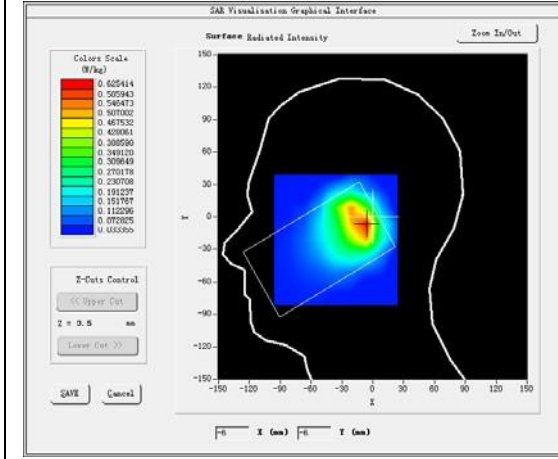 SAR Visualisation Graphical Interface
Surface Radiated Intensity
Zoom In/Out
Colors Scale
(W/kg)
0.625414
0.585943
0.546473
0.507002
0.467532
0.428061
0.388590
0.349120
0.309649
0.270178
0.230708
0.191237
0.151767
0.112296
0.072825
0.033355
Z-Cuts Control
<< Upper Cut
Z = 0.5 mm
Lower Cut >>
SAVE Cancel
150
120
90
60
30
0
-30
-60
-90
-120
-150
Y
-150 -120 -90 -60 -30 0 30 60 90 120 150
X
-6 X (mm) -6 Y (mm)